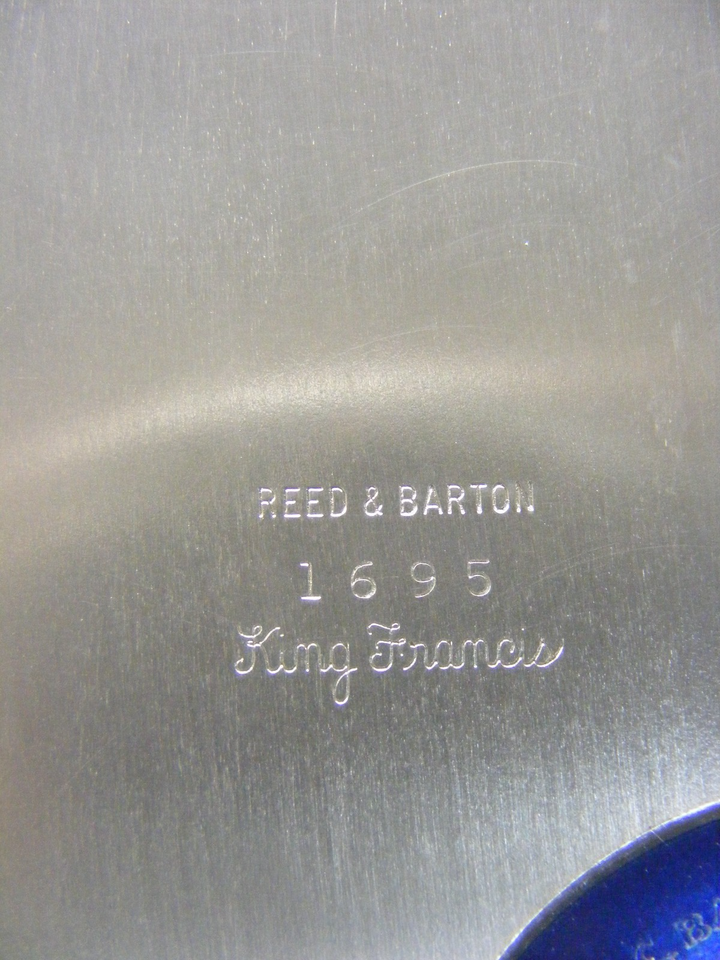 REED & BARTON
1695
King Francis